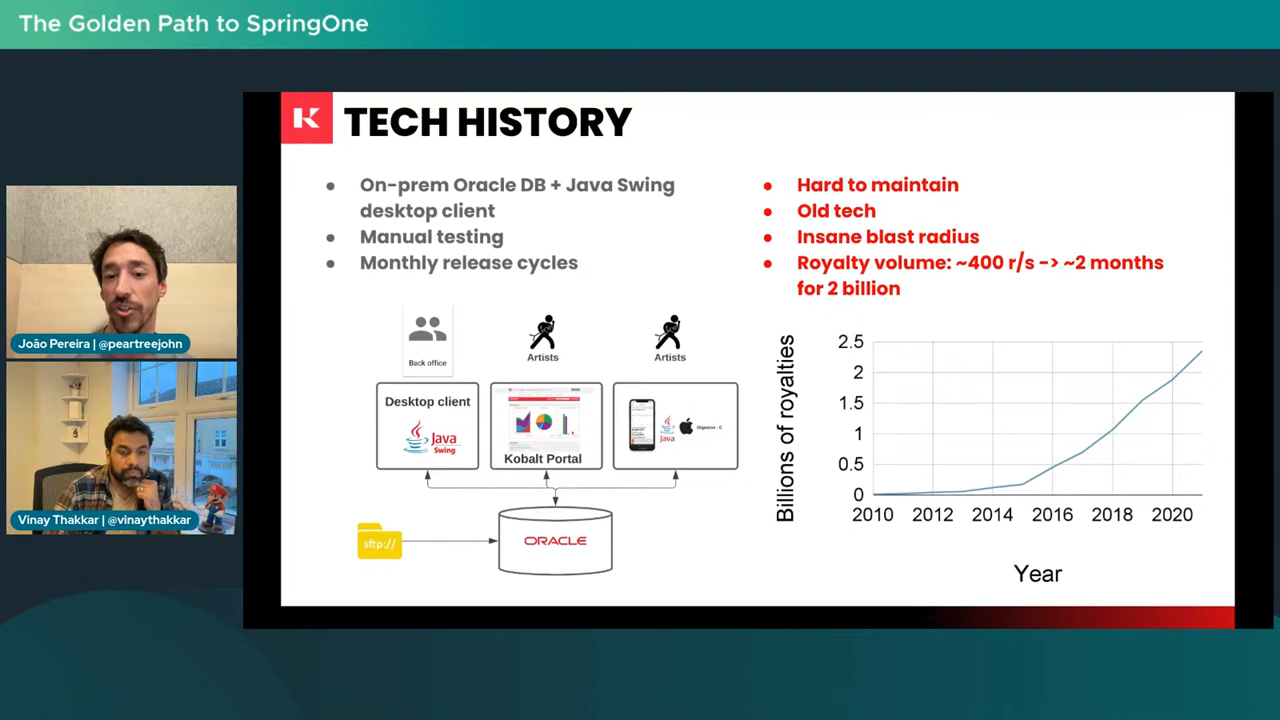 The Golden Path to SpringOne
K TECH HISTORY
On-prem Oracle DB + Java Swing
desktop client
Manual testing
Monthly release cycles
Hard to maintain
Old tech
Insane blast radius
Royalty volume: ~400 r/s -> ~2 months
for 2 billion
Back office
Artists
Artists
Desktop client
Java
Swing
Kobalt Portal
Java
Objective - C
sftp://
ORACLE
Billions of royalties
2.5
2
1.5
1
0.5
0
2010 2012 2014 2016 2018 2020
Year
João Pereira | @peartreejohn
Vinay Thakkar | @vinaythakkar